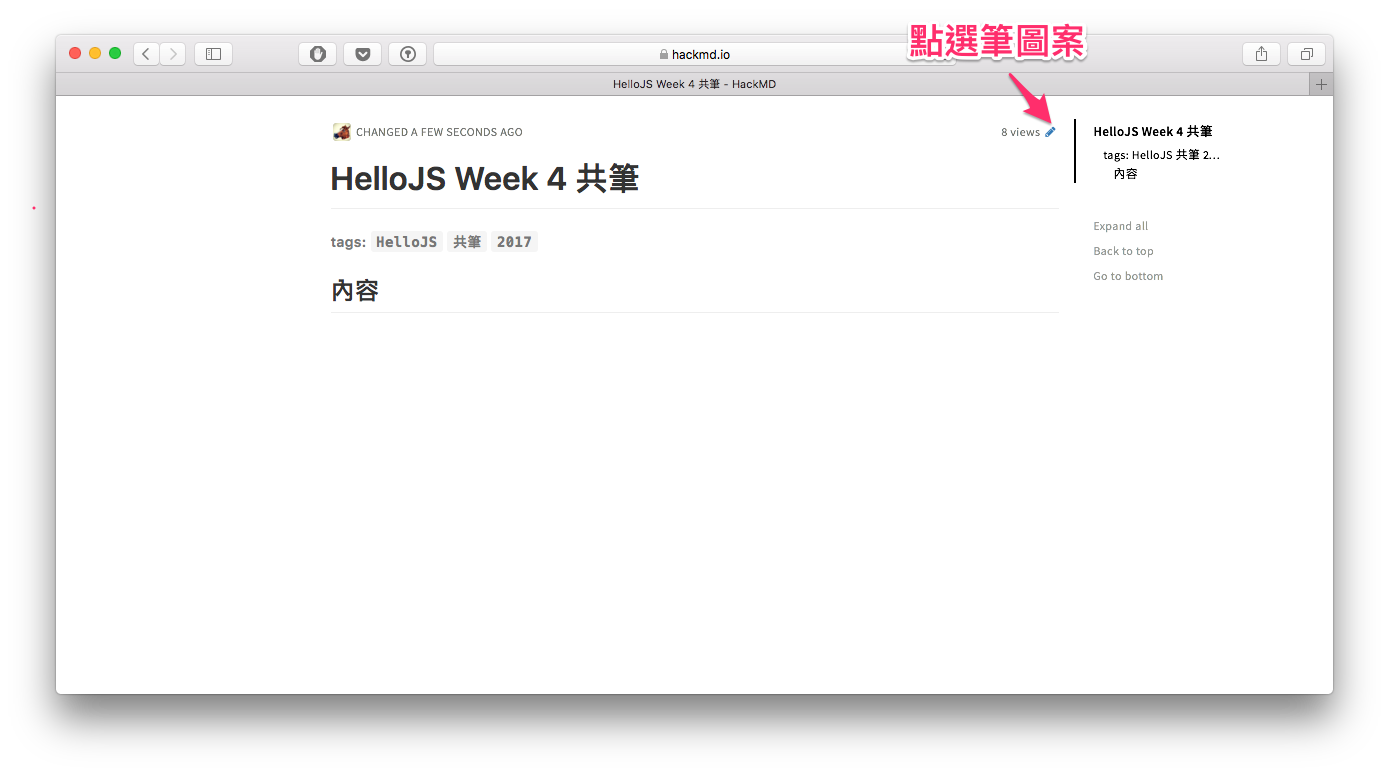 點選筆圖案
hackmd.io
HelloJS Week 4 共筆 - HackMD
CHANGED A FEW SECONDS AGO
8 views
HelloJS Week 4 共筆
tags: HelloJS 共筆 2017
內容
HelloJS Week 4 共筆
tags: HelloJS 共筆 2...
內容
Expand all
Back to top
Go to bottom